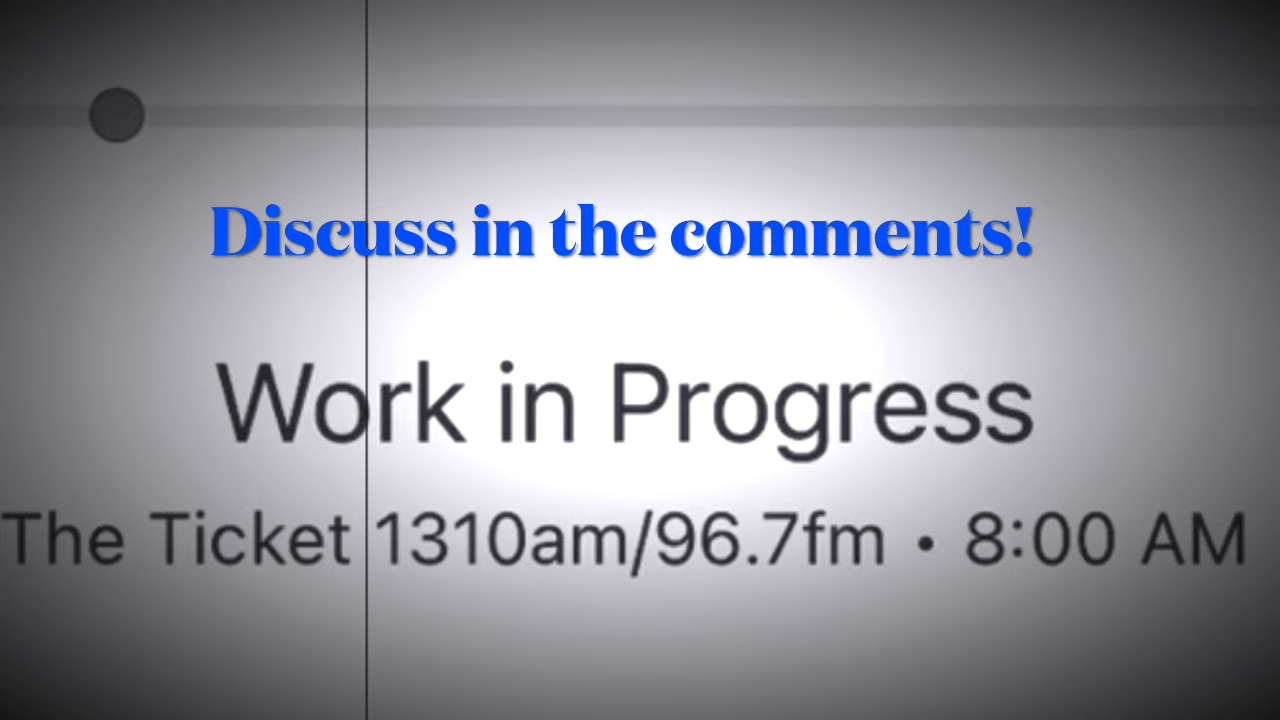 Discuss in the comments!
Work in Progress
The Ticket 1310am/96.7fm • 8:00 AM